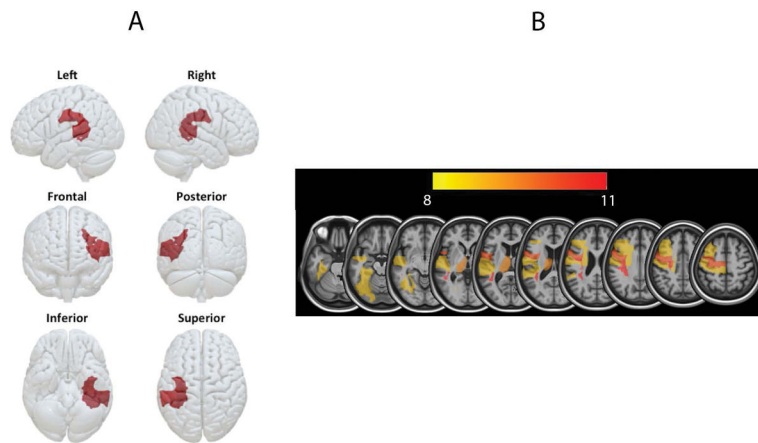 A
B
Left
Right
Frontal
Posterior
Inferior
Superior
8
11